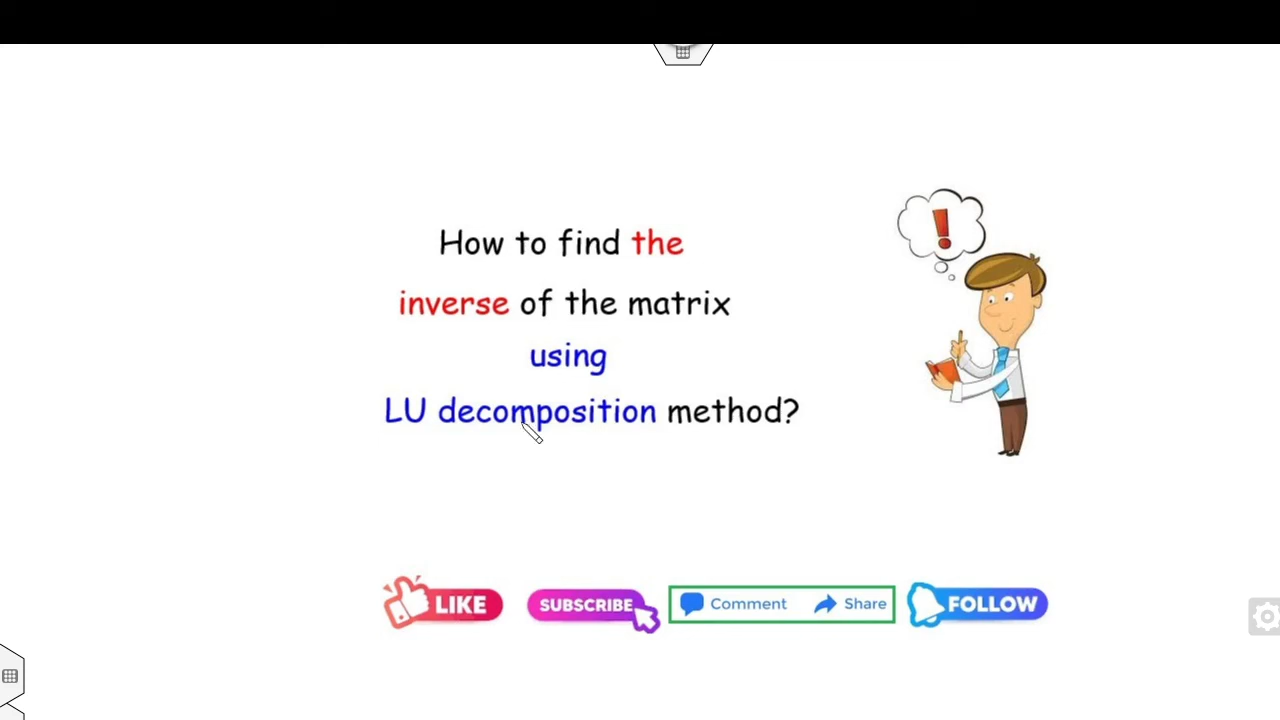 How to find the
inverse of the matrix
using
LU decomposition method?
LIKE
SUBSCRIBE
Comment
Share
FOLLOW